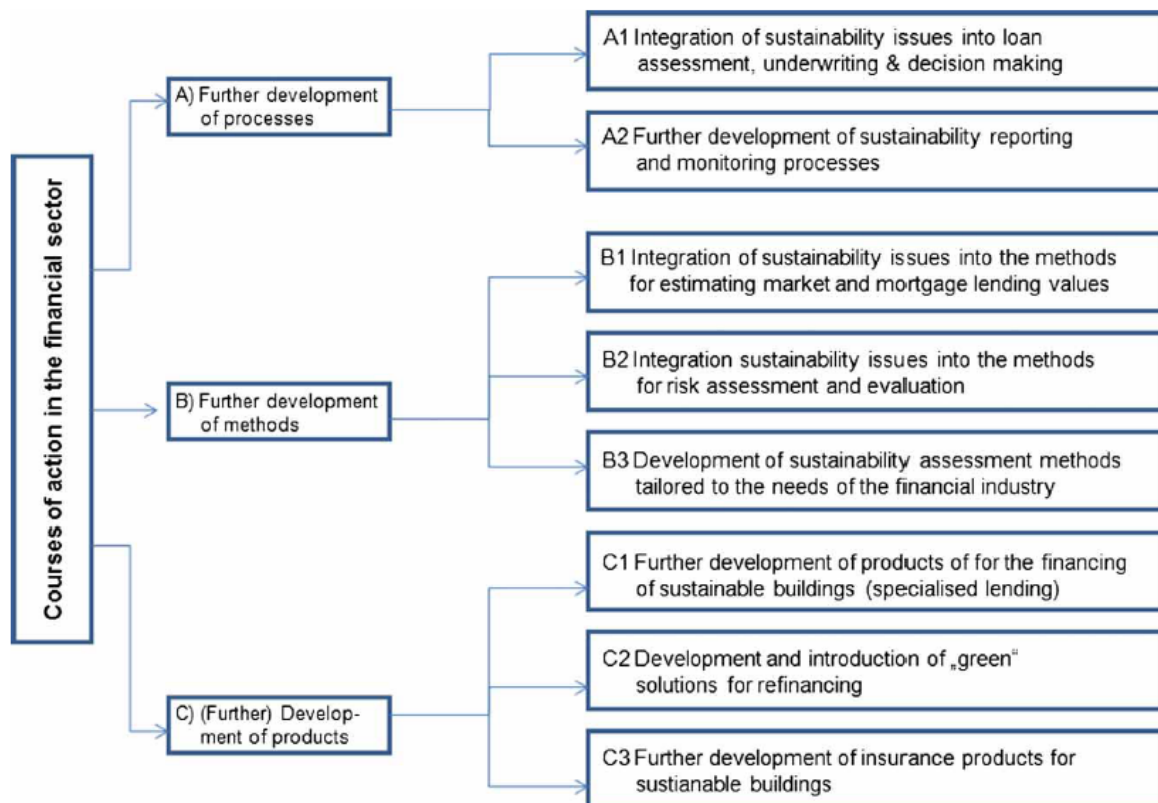 Courses of action in the financial sector
A) Further development
of processes
A1 Integration of sustainability issues into loan
assessment, underwriting & decision making
A2 Further development of sustainability reporting
and monitoring processes
B) Further development
of methods
B1 Integration of sustainability issues into the methods
for estimating market and mortgage lending values
B2 Integration sustainability issues into the methods
for risk assessment and evaluation
B3 Development of sustainability assessment methods
tailored to the needs of the financial industry
C) (Further) Develop-
pment of products
C1 Further development of products of for the financing
of sustainable buildings (specialised lending)
C2 Development and introduction of „green“
solutions for refinancing
C3 Further development of insurance products for
sustianable buildings